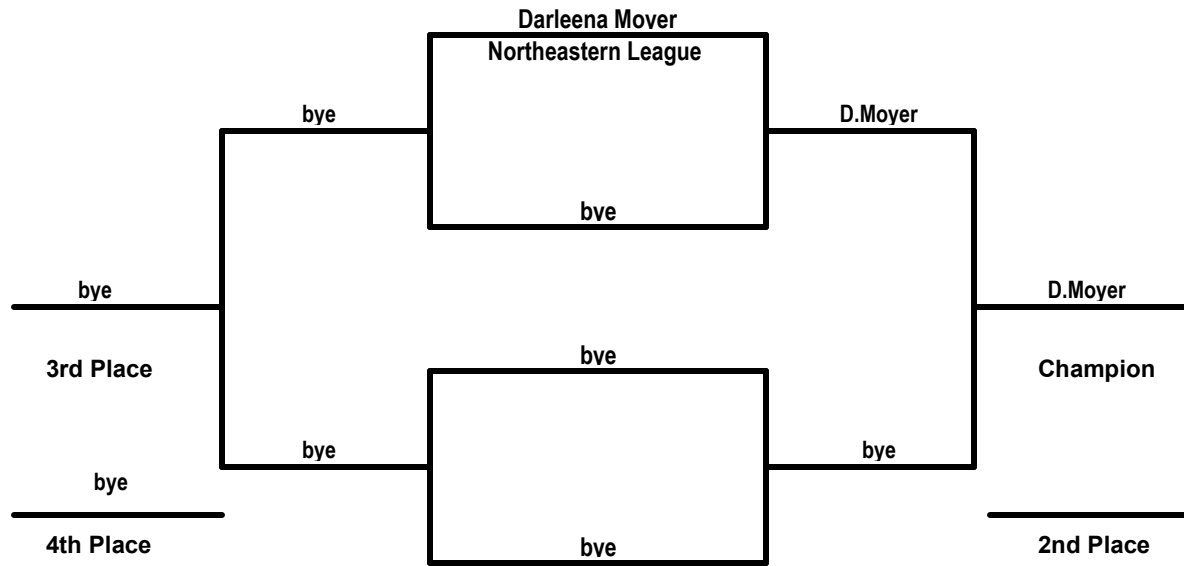 Darleena Moyer
Northeastern League
bye
D.Moyer
bye
bye
D.Moyer
bye
3rd Place
Champion
bye
bye
bye
4th Place
bye
2nd Place